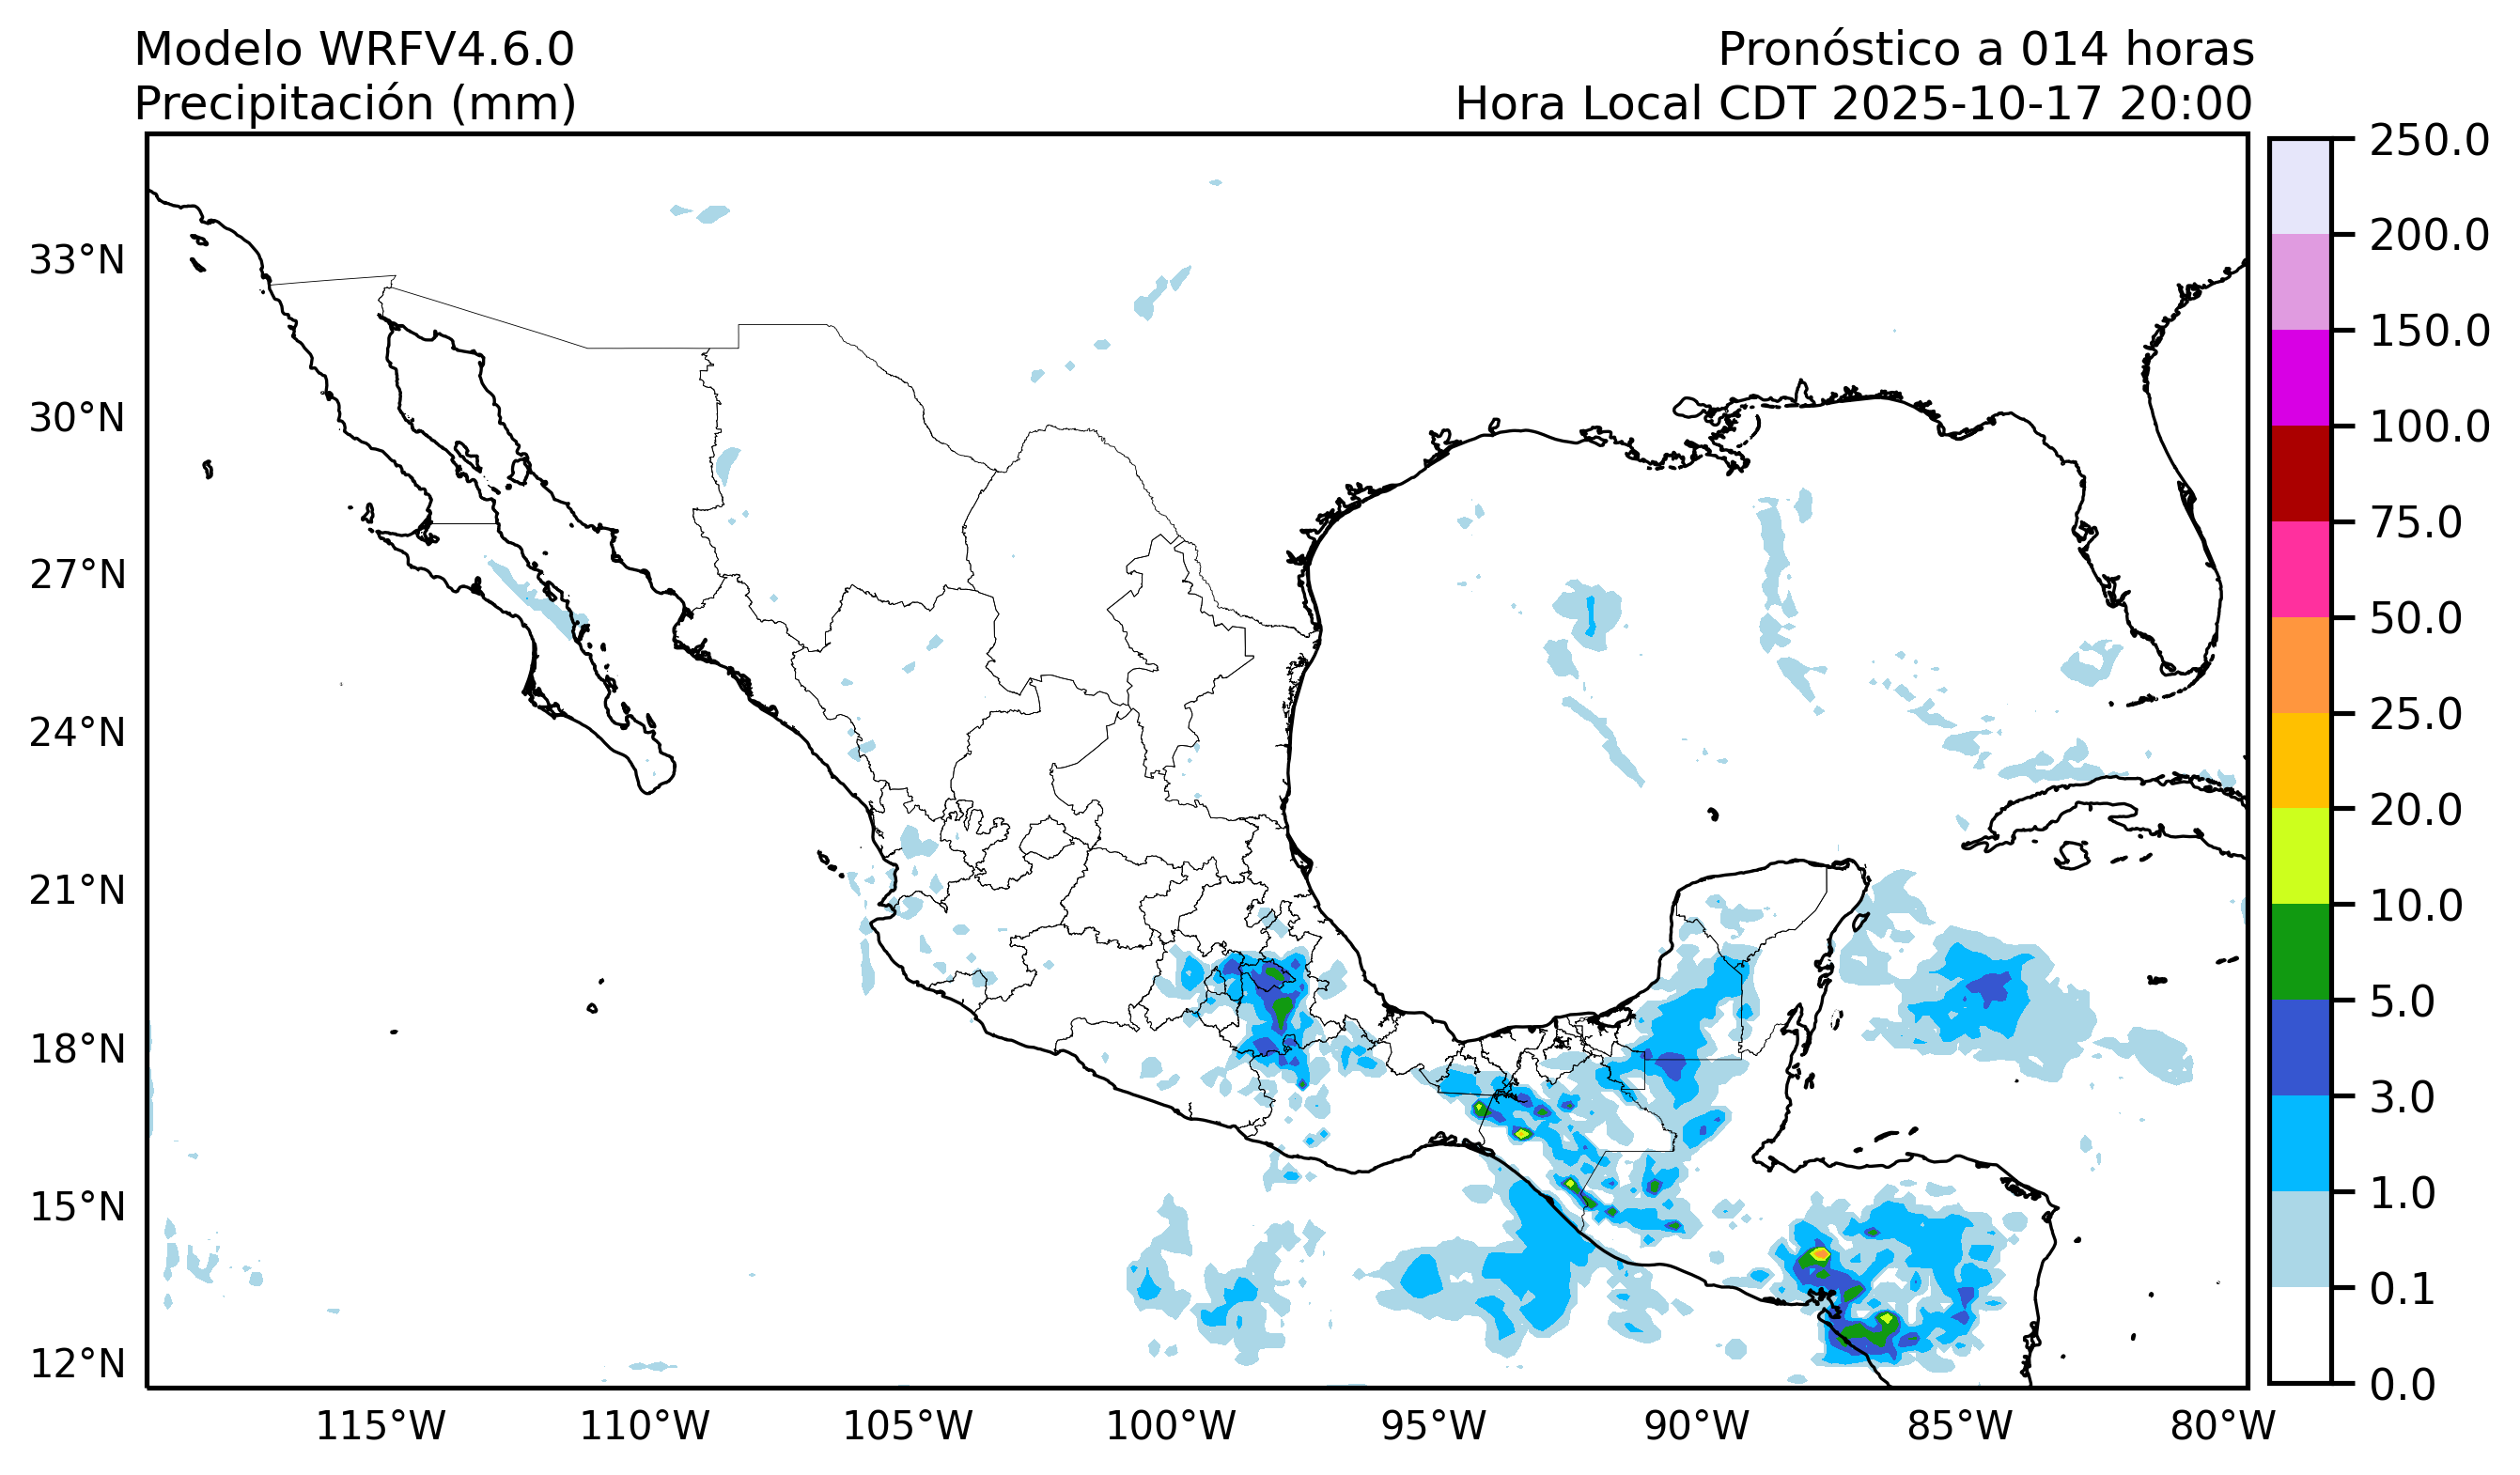 Modelo WRFV4.6.0
Pronóstico a 014 horas
Precipitación (mm)
Hora Local CDT 2025-10-17 20:00
33°N
30°N
27°N
24°N
21°N
18°N
15°N
12°N
115°W
110°W
105°W
100°W
95°W
90°W
85°W
80°W
250.0
200.0
150.0
100.0
75.0
50.0
25.0
20.0
10.0
5.0
3.0
1.0
0.1
0.0